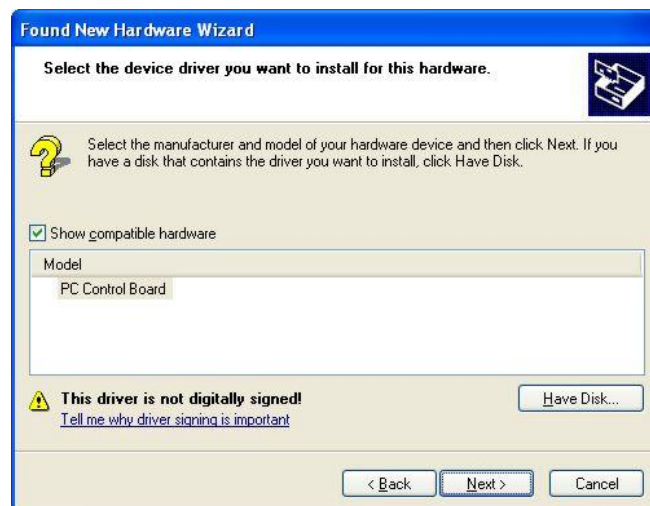 Found New Hardware Wizard
Select the device driver you want to install for this hardware.
Select the manufacturer and model of your hardware device and then click Next. If you
have a disk that contains the driver you want to install, click Have Disk.
Show compatible hardware
Model
PC Control Board
This driver is not digitally signed!
Have Disk...
Tell me why driver signing is important
< Back
Next >
Cancel